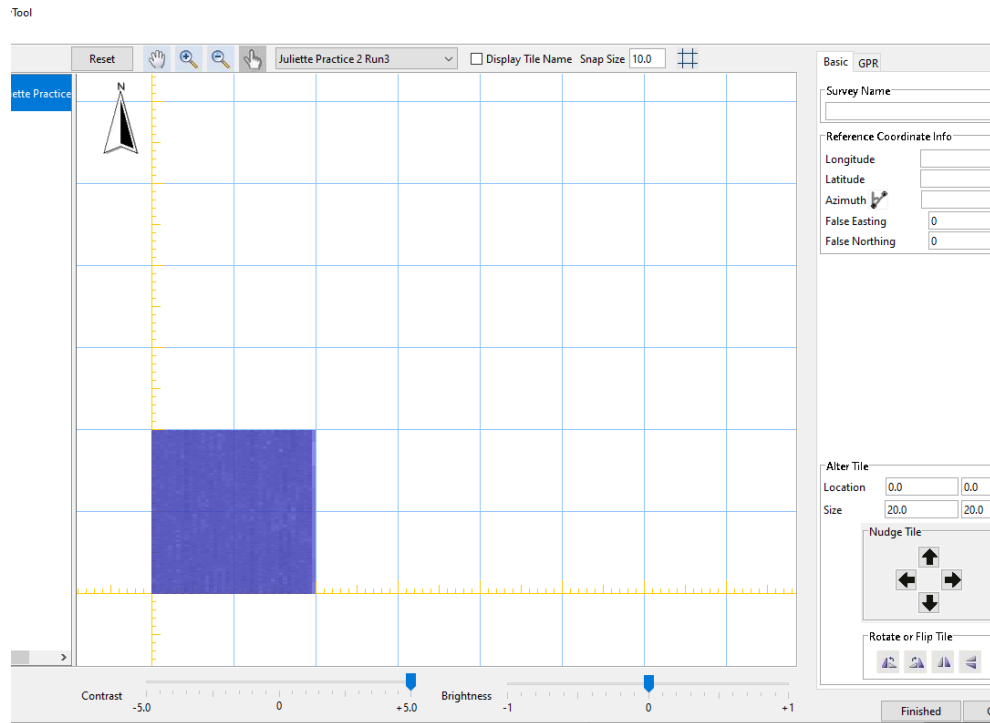 yTool
Reset
Juliette Practice 2 Run3
Display Tile Name
Snap Size
10.0
ette Practice
N
Basic
GPR
Survey Name
Reference Coordinate Info
Longitude
Latitude
Azimuth
False Easting
0
False Northing
0
Alter Tile
Location
0.0
0.0
Size
20.0
20.0
Nudge Tile
Rotate or Flip Tile
Contrast
-5.0
0
+5.0
Brightness
-1
0
+1
Finished